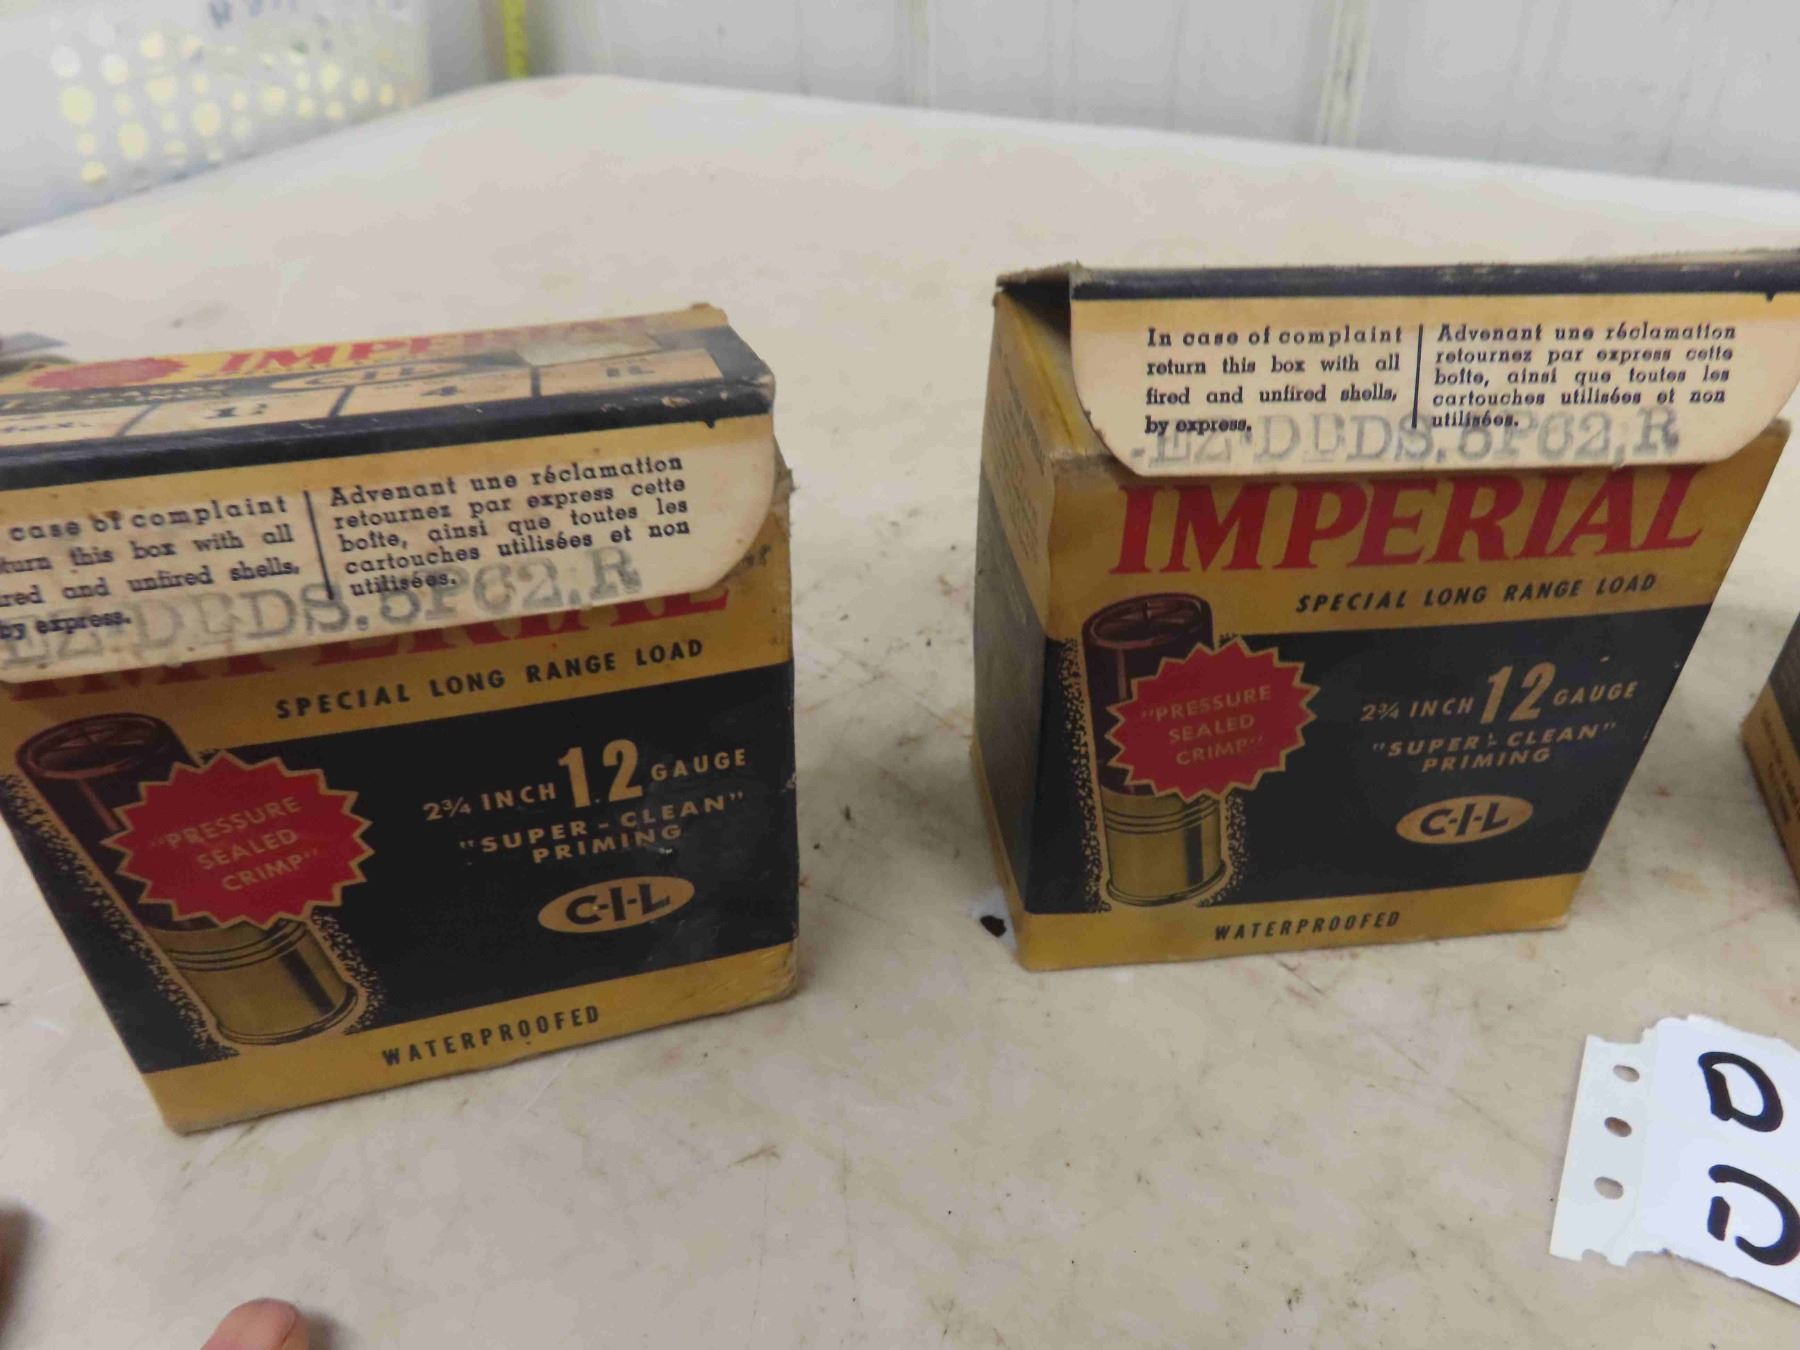 IMPERIAL
C-I-L
4
case of complaint
this box with all
and unfired shells,
by express.
Advenant une réclamation
retournez par express cette
boîte, ainsi que toutes les
cartouches utilisées et non
utilisées.
IMPERIAL
SPECIAL LONG RANGE LOAD
"PRESSURE
SEALED
CRIMP"
2¾ INCH 12 GAUGE
"SUPER-CLEAN"
PRIMING
C-I-L
WATERPROOFED
In case of complaint
return this box with all
fired and unfired shells,
by express.
Advenant une réclamation
retournez par express cette
boîte, ainsi que toutes les
cartouches utilisées et non
utilisées.
IMPERIAL
SPECIAL LONG RANGE LOAD
"PRESSURE
SEALED
CRIMP"
2¾ INCH 12 GAUGE
"SUPER-CLEAN"
PRIMING
C-I-L
WATERPROOFED